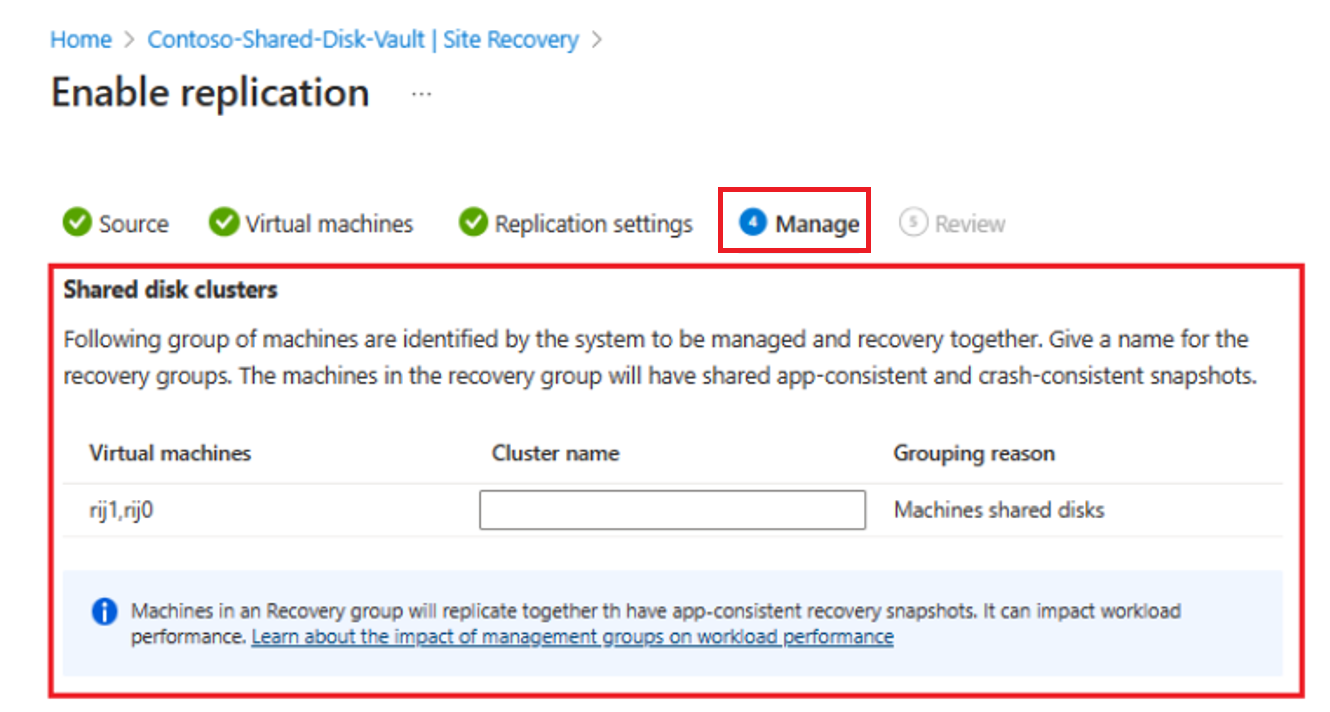 Home > Contoso-Shared-Disk-Vault | Site Recovery >
Enable replication ...
Source Virtual machines Replication settings 4 Manage 5 Review
Shared disk clusters
Following group of machines are identified by the system to be managed and recovery together. Give a name for the
recovery groups. The machines in the recovery group will have shared app-consistent and crash-consistent snapshots.
Virtual machines Cluster name Grouping reason
rij1,rij0 Machines shared disks
Machines in an Recovery group will replicate together th have app-consistent recovery snapshots. It can impact workload
performance. Learn about the impact of management groups on workload performance